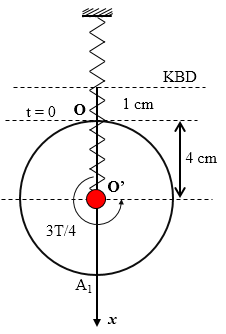 KBD
t = 0
O
1 cm
4 cm
O’
3T/4
A1
x